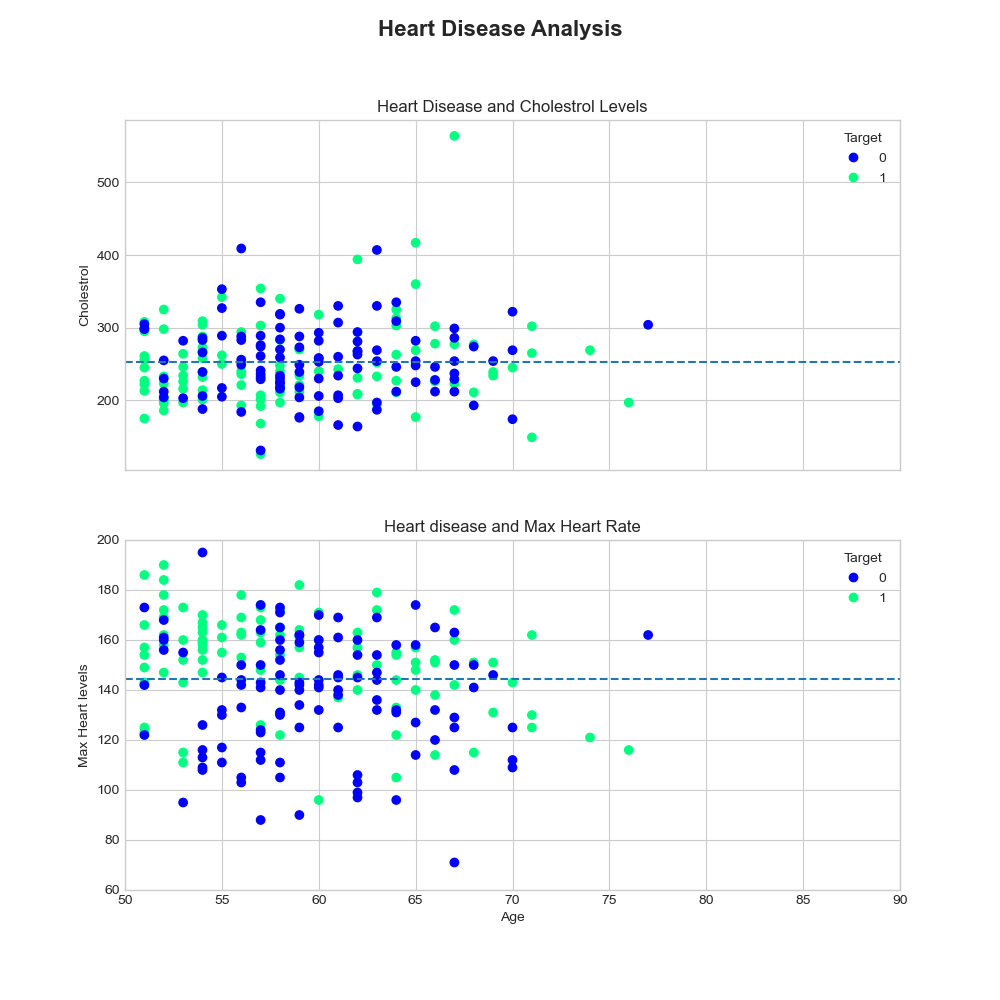 Heart Disease Analysis
Heart Disease and Cholestrol Levels
Target
0
1
500
400
300
200
Cholestrol
Heart disease and Max Heart Rate
Target
0
1
200
180
160
140
120
100
80
60
Max Heart levels
50 55 60 65 70 75 80 85 90
Age